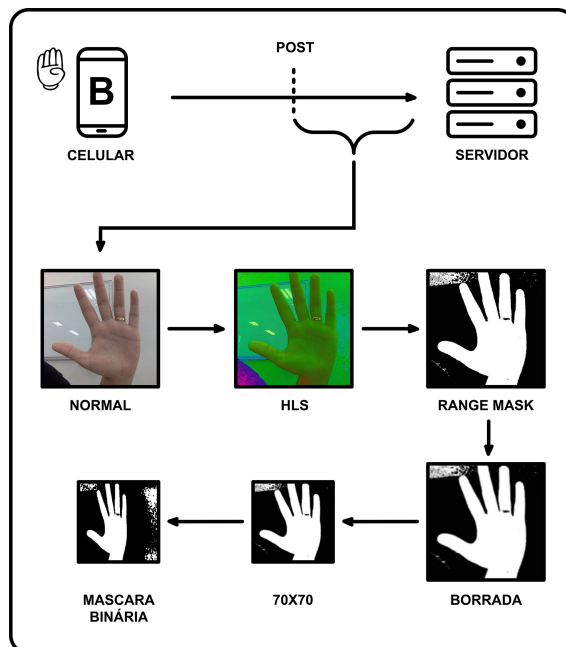 POST
B
CELULAR
SERVIDOR
NORMAL
HLS
RANGE MASK
MASCARA
BINÁRIA
70X70
BORRADA